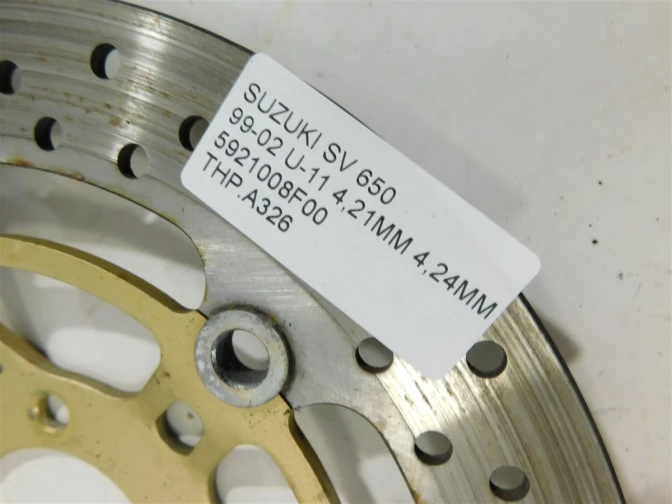 SUZUKI SV 650
99-02 U-11 4,21MM 4,24MM
5921008F00
THP.A326